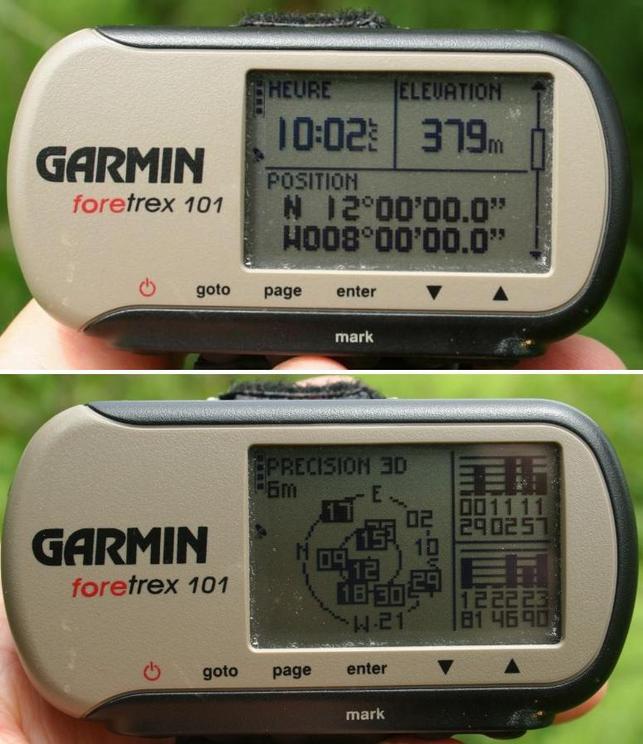 GARMIN
foretrex 101
HEURE
ELEVATION
10:02
379m
POSITION
N 12°00'00.0"
W008°00'00.0"
goto page enter ▼ ▲
mark
GARMIN
foretrex 101
PRECISION 3D
6m
E
17
02
15
N
09
10
12
29
18
30
W
21
00 11 11
29 02 57
12 22 23
81 46 90
goto page enter ▼ ▲
mark